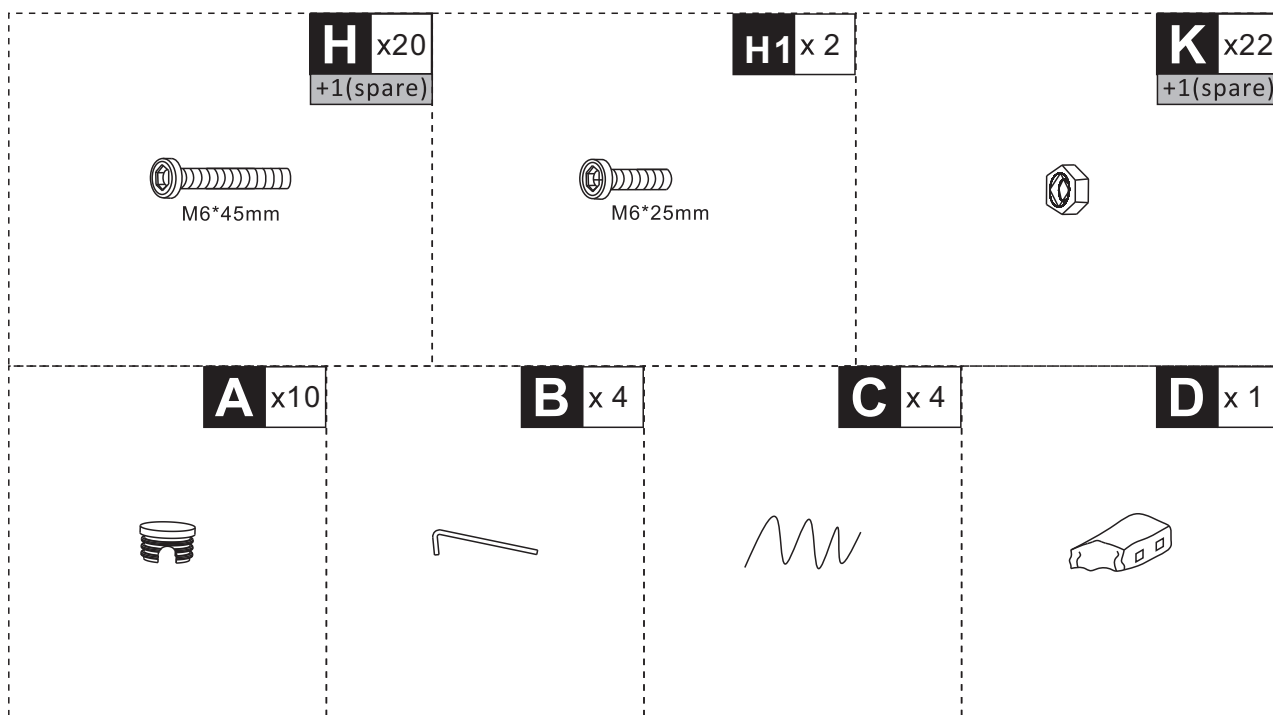 H x20
+1(spare)
H1 x 2
K x22
+1(spare)
M6*45mm
M6*25mm
A x10
B x 4
C x 4
D x 1